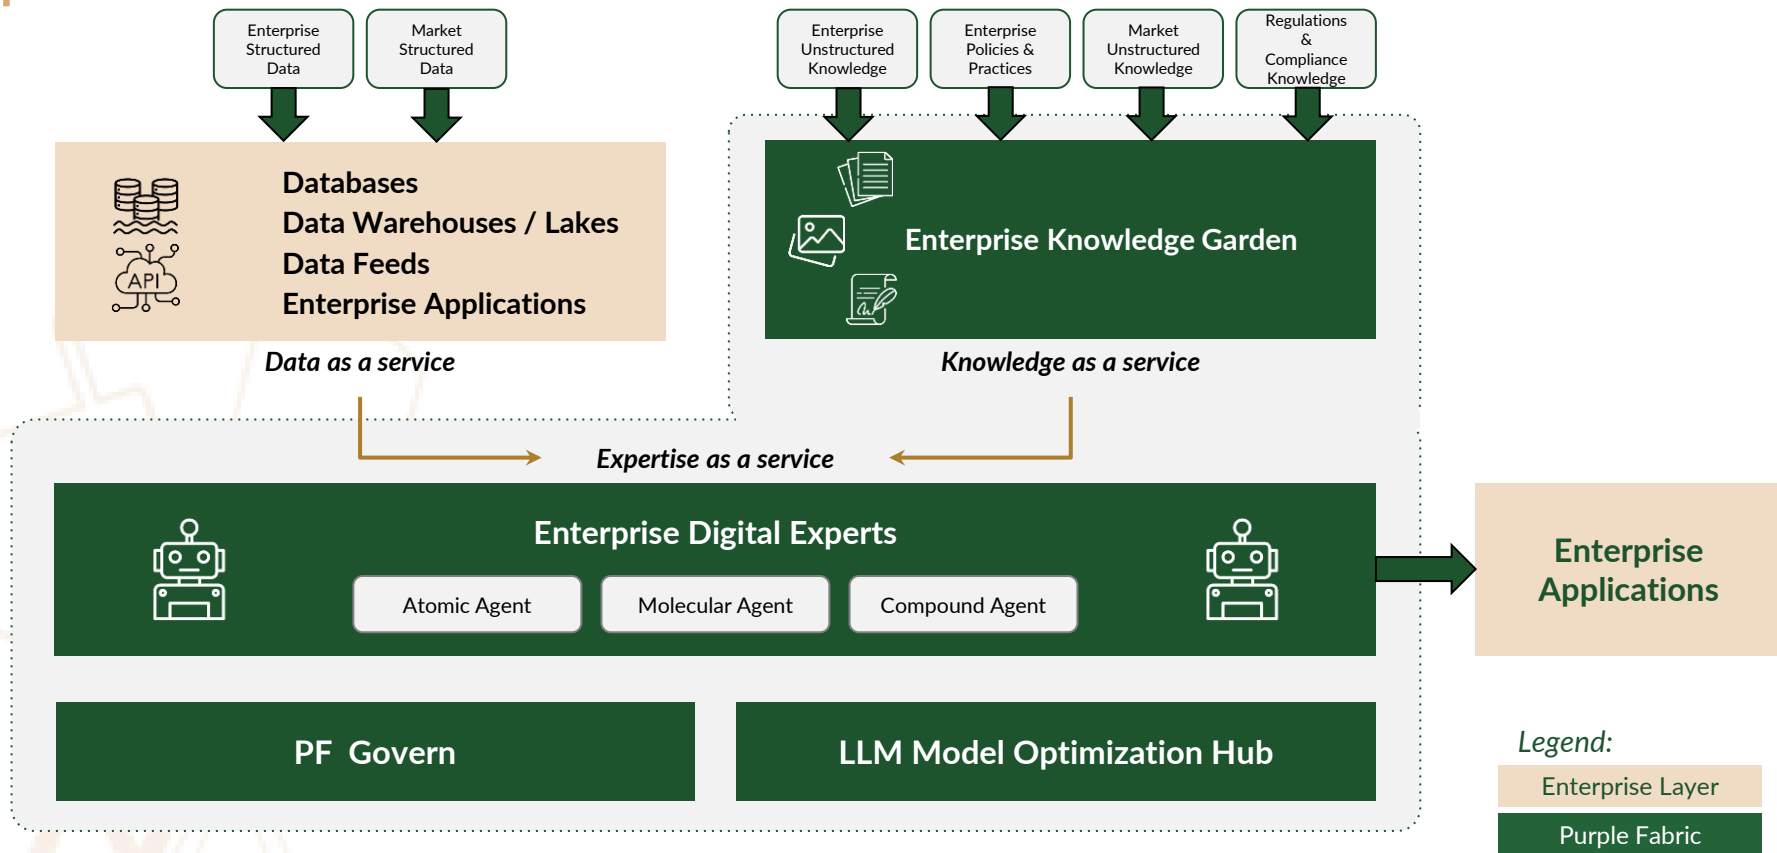 Enterprise
Structured
Data
Market
Structured
Data
Enterprise
Unstructured
Knowledge
Enterprise
Policies &
Practices
Market
Unstructured
Knowledge
Regulations
&
Compliance
Knowledge
Databases
Data Warehouses / Lakes
Data Feeds
Enterprise Applications
API
Enterprise Knowledge Garden
Data as a service
Knowledge as a service
Expertise as a service
Enterprise Digital Experts
Atomic Agent
Molecular Agent
Compound Agent
Enterprise
Applications
PF Govern
LLM Model Optimization Hub
Legend:
Enterprise Layer
Purple Fabric